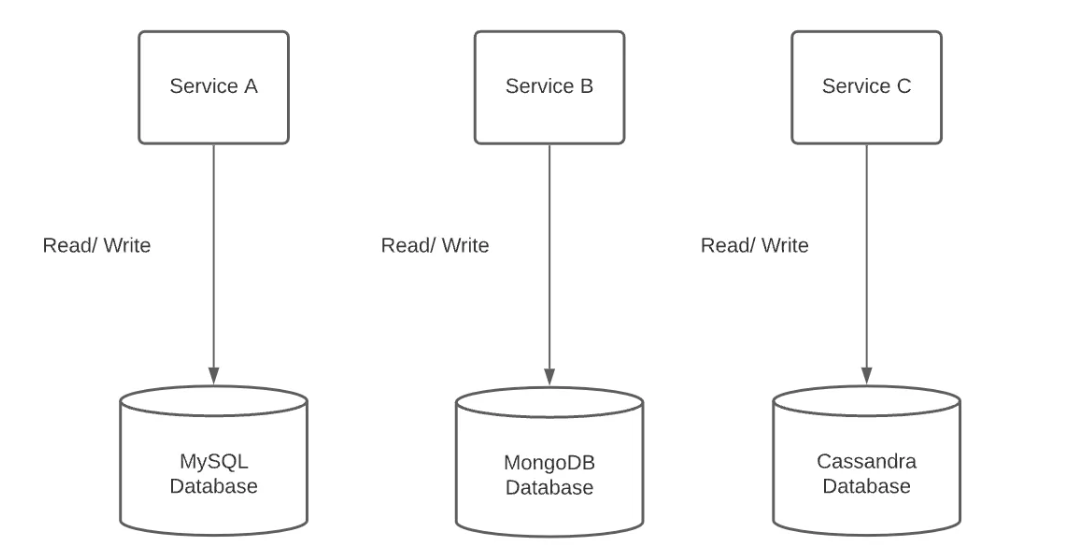 Service A
Service B
Service C
Read/ Write
Read/ Write
Read/ Write
MySQL
Database
MongoDB
Database
Cassandra
Database